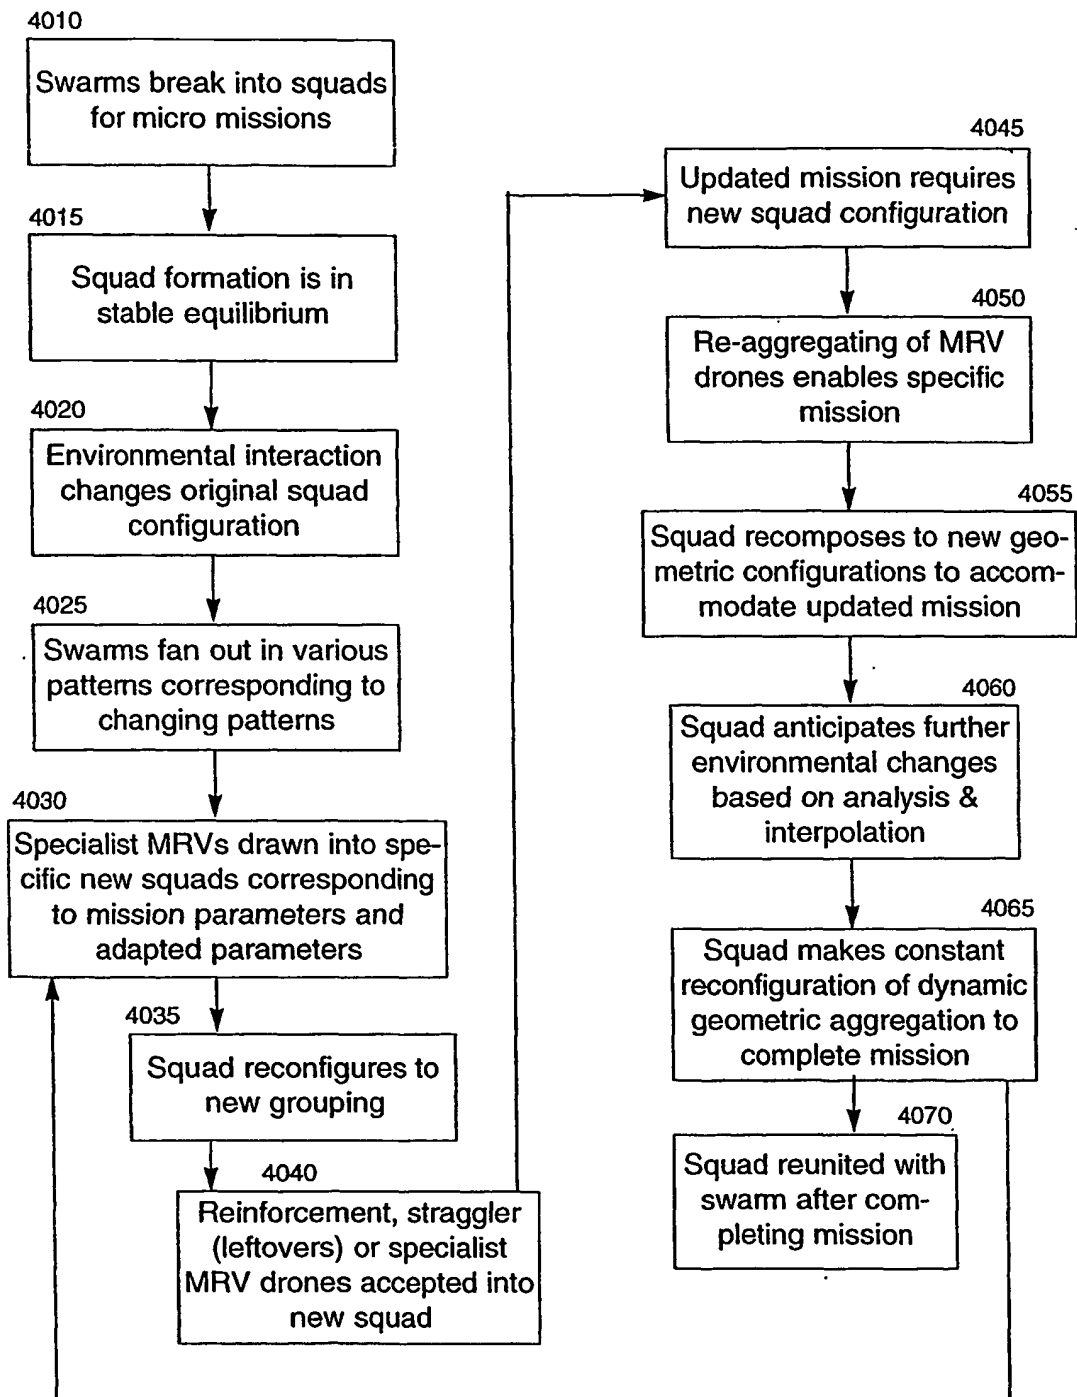 4010
Swarms break into squads
for micro missions
4015
Squad formation is in
stable equilibrium
4020
Environmental interaction
changes original squad
configuration
4025
Swarms fan out in various
patterns corresponding to
changing patterns
4030
Specialist MRVs drawn into spe-
cific new squads corresponding
to mission parameters and
adapted parameters
4035
Squad reconfigures to
new grouping
4040
Reinforcement, straggler
(leftovers) or specialist
MRV drones accepted into
new squad
4045
Updated mission requires
new squad configuration
4050
Re-aggregating of MRV
drones enables specific
mission
4055
Squad recomposes to new geo-
metric configurations to accom-
modate updated mission
4060
Squad anticipates further
environmental changes
based on analysis &
interpolation
4065
Squad makes constant
reconfiguration of dynamic
geometric aggregation to
complete mission
4070
Squad reunited with
swarm after com-
pleting mission